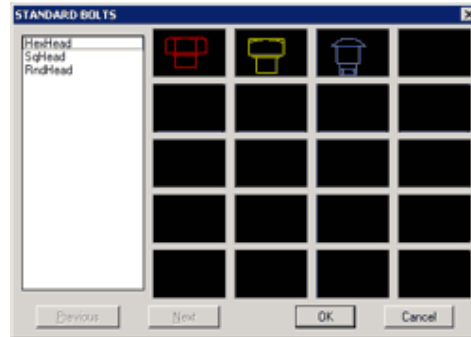 STANDARD BOLTS
HexHead
SqHead
RndHead
Previous
Next
OK
Cancel